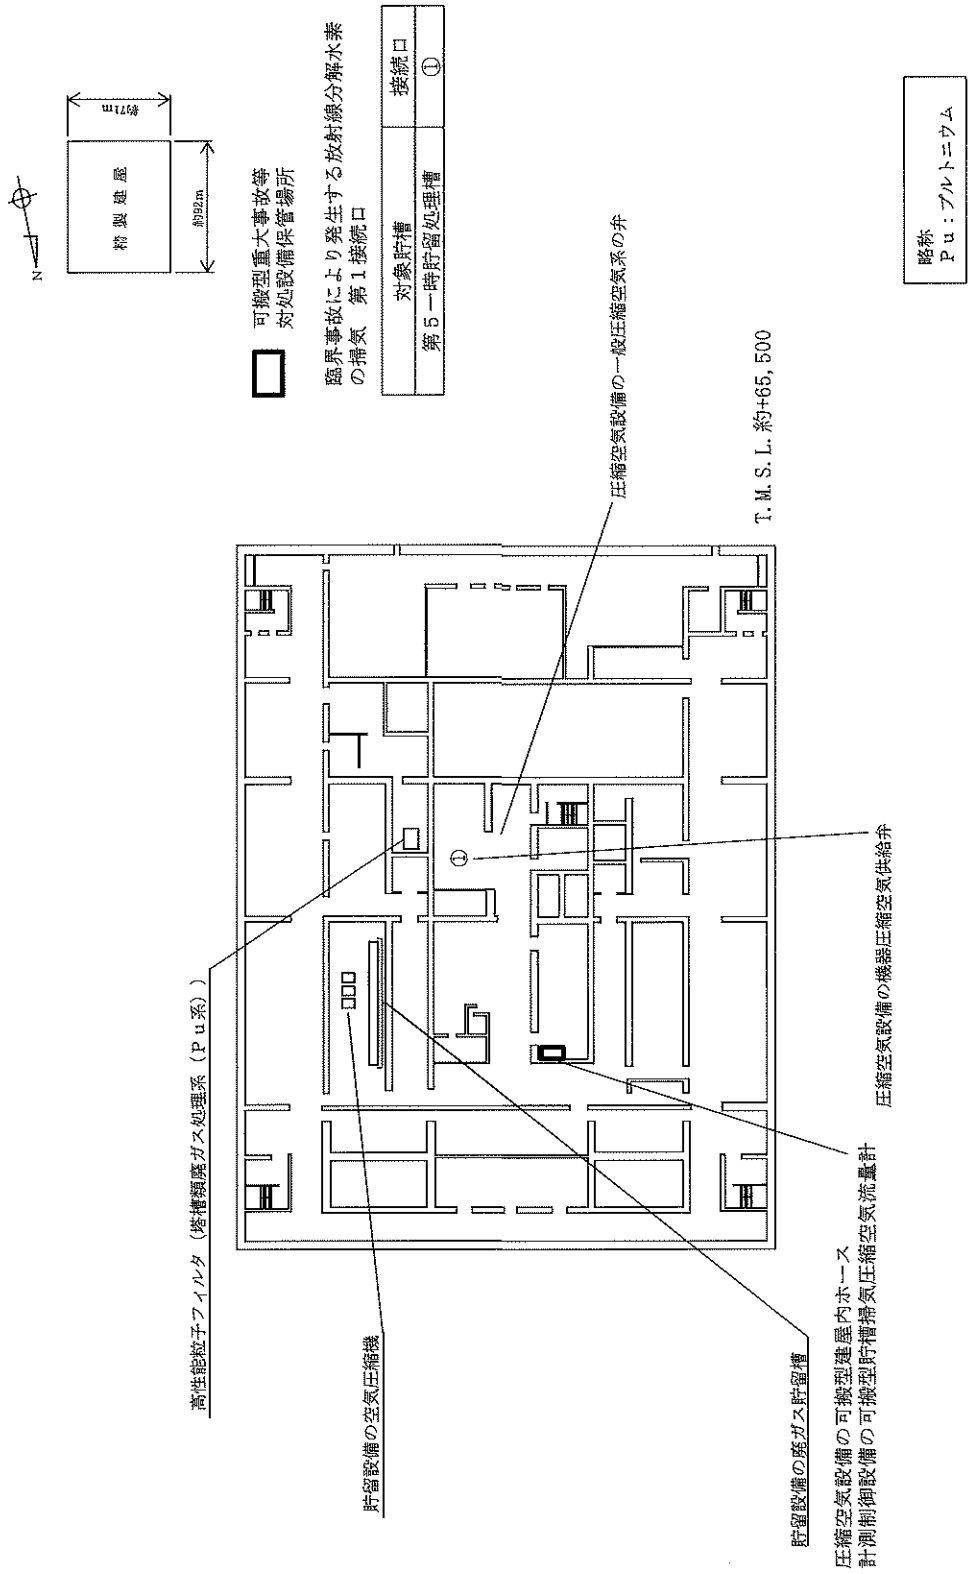 N
精製建屋
約71m
約92m
可搬型重大事故等
対処設備保管場所
臨界事故により発生する放射線分解水素
の掃気 第1接続口
対象貯槽 接続口
第5一時貯留処理槽 ①
高性能粒子フィルタ（塔槽類廃ガス処理系（Pu系））
圧縮空気設備の一般圧縮空気系の弁
①
貯留設備の空気圧縮機
T.M.S.L.約+65,500
圧縮空気設備の機器圧縮空気供給弁
貯留設備の廃ガス貯留槽
圧縮空気設備の可搬型建屋内ホース
計測制御設備の可搬型貯槽掃気圧縮空気流量計
略称
Pu：プルトニウム